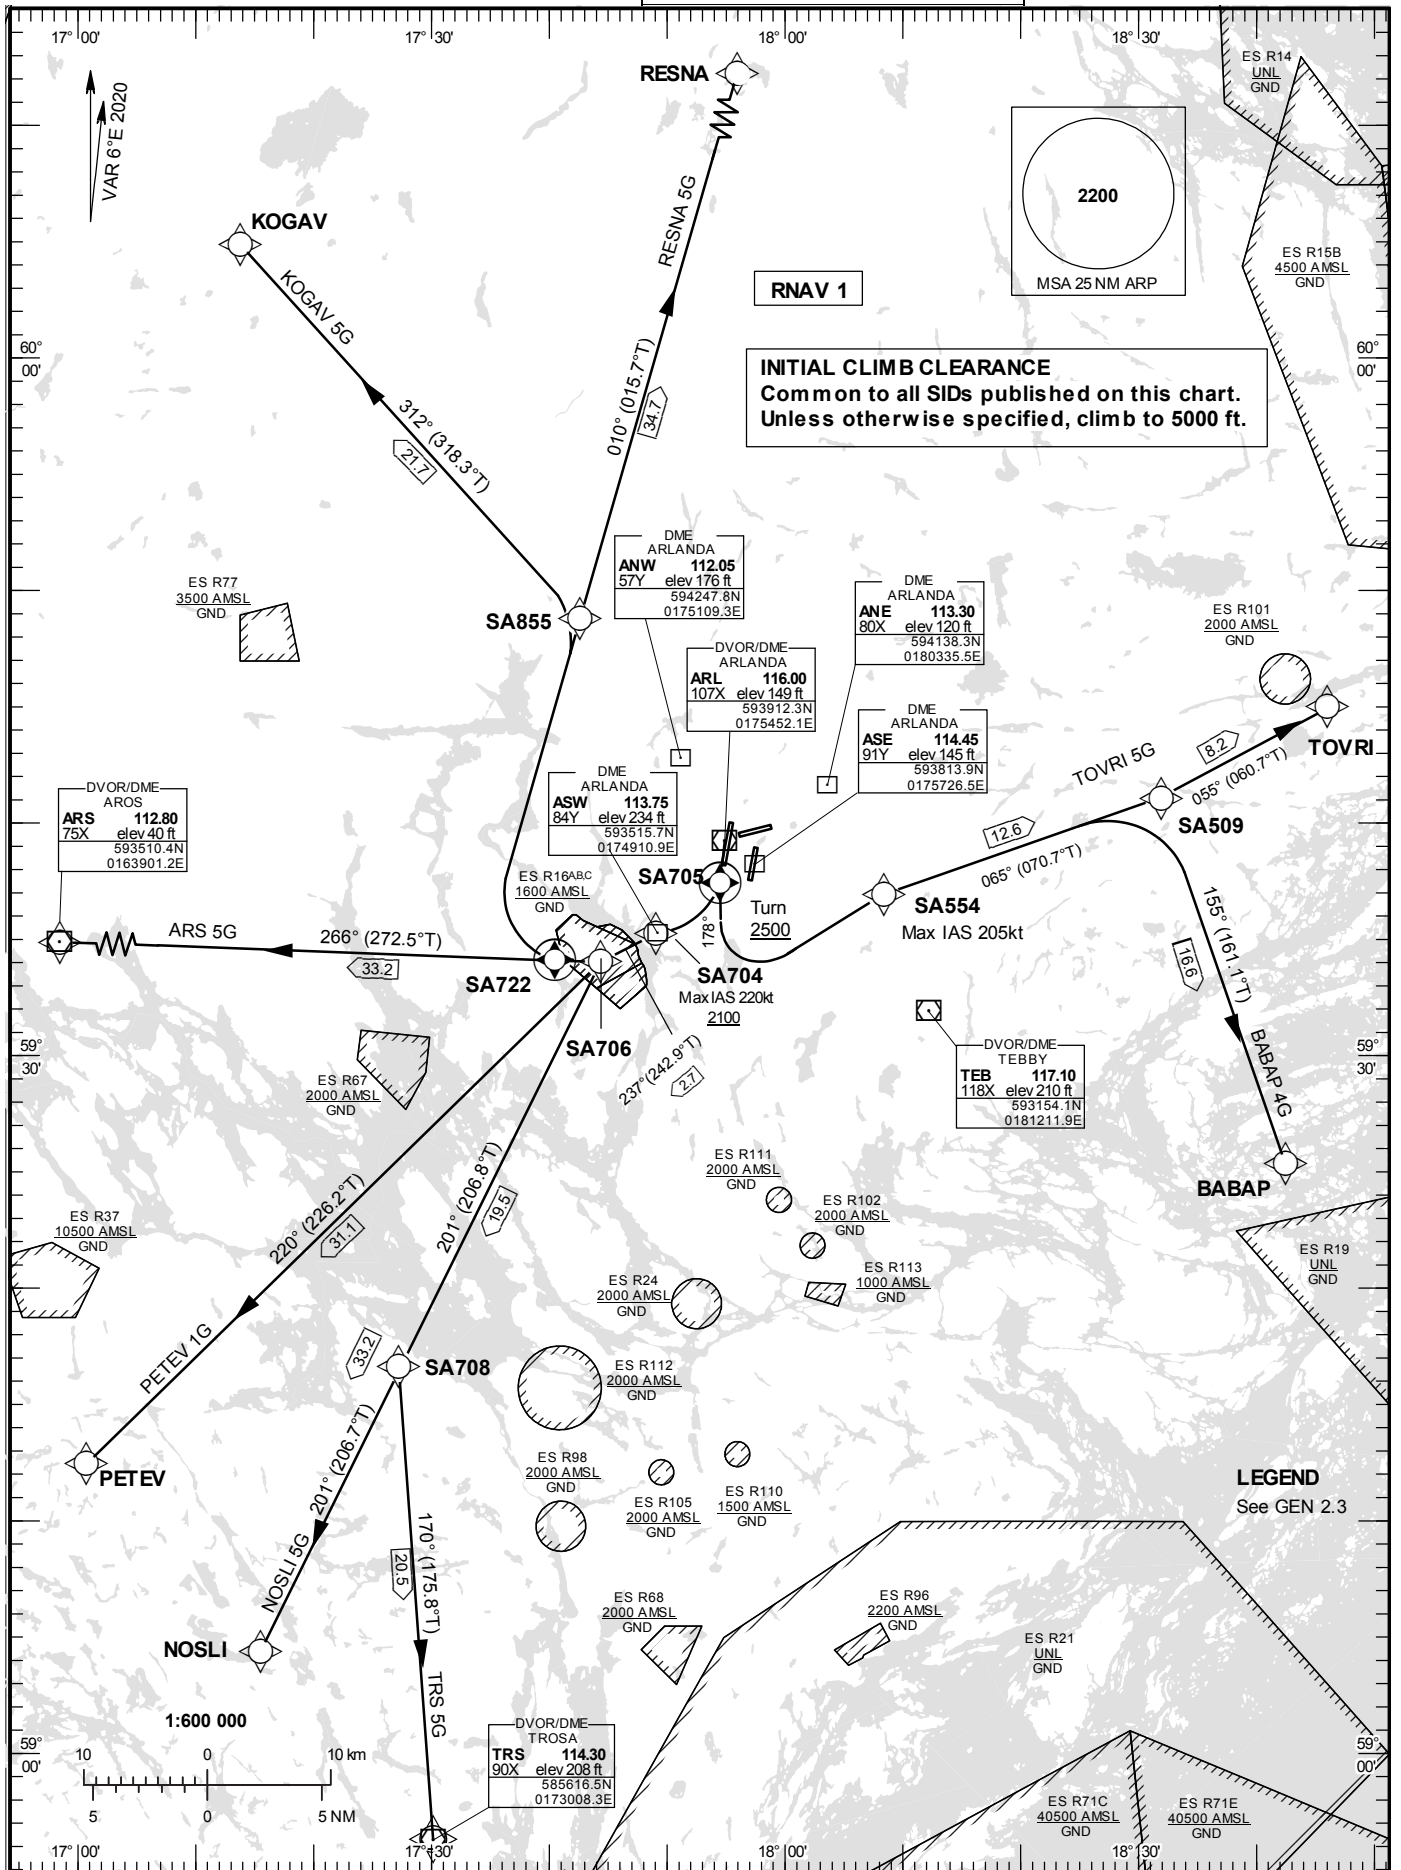 17° 00'
17° 30'
18° 00'
18° 30'
VAR 6°E 2020
RESNA
ES R14
UNL
GND
2200
MSA 25 NM ARP
KOGAV
KOGAV 5G
RESNA 5G
RNAV 1
ES R15B
4500 AMSL
GND
60°
00'
60°
00'
INITIAL CLIMB CLEARANCE
Common to all SIDs published on this chart.
Unless otherwise specified, climb to 5000 ft.
312° (318.3°T)
21.7
010° (015.7°T)
34.7
DME
ARLANDA
ANW 112.05
57Y elev 176 ft
594247.8N
0175109.3E
DME
ARLANDA
ANE 113.30
80X elev 120 ft
594138.3N
0180335.5E
ES R77
3500 AMSL
GND
SA855
ES R101
2000 AMSL
GND
DVOR/DME
ARLANDA
ARL 116.00
107X elev 149 ft
593912.3N
0175452.1E
DME
ARLANDA
ASE 114.45
91Y elev 145 ft
593813.9N
0175726.5E
TOVRI
TOVRI 5G
8.2
055° (060.7°T)
DVOR/DME
AROS
ARS 112.80
75X elev 40 ft
593510.4N
0163901.2E
DME
ARLANDA
ASW 113.75
84Y elev 234 ft
593515.7N
0174910.9E
SA509
12.6
065° (070.7°T)
ES R16A,B,C
1600 AMSL
GND
SA705
Turn
2500
178°
SA554
Max IAS 205kt
155° (161.1°T)
16.6
BABAP 4G
ARS 5G
266° (272.5°T)
33.2
SA722
SA704
Max IAS 220kt
2100
SA706
237° (242.9°T)
2.7
59°
30'
59°
30'
ES R67
2000 AMSL
GND
DVOR/DME
TEBBY
TEB 117.10
118X elev 210 ft
593154.1N
0181211.9E
BABAP
201° (206.8°T)
19.5
220° (226.2°T)
31.1
PETEV 1G
ES R111
2000 AMSL
GND
ES R102
2000 AMSL
GND
ES R37
10500 AMSL
GND
ES R24
2000 AMSL
GND
ES R113
1000 AMSL
GND
ES R19
UNL
GND
33.2
SA708
ES R112
2000 AMSL
GND
PETEV
201° (206.7°T)
NOSLI 5G
ES R98
2000 AMSL
GND
ES R105
2000 AMSL
GND
ES R110
1500 AMSL
GND
LEGEND
See GEN 2.3
170° (175.8°T)
20.5
TRS 5G
ES R68
2000 AMSL
GND
ES R96
2200 AMSL
GND
ES R21
UNL
GND
NOSLI
1:600 000
10 0 10 km
5 0 5 NM
59°
00'
59°
00'
DVOR/DME
TROSA
TRS 114.30
90X elev 208 ft
585616.5N
0173008.3E
ES R71C
40500 AMSL
GND
ES R71E
40500 AMSL
GND
17° 00'
17° 30'
18° 00'
18° 30'